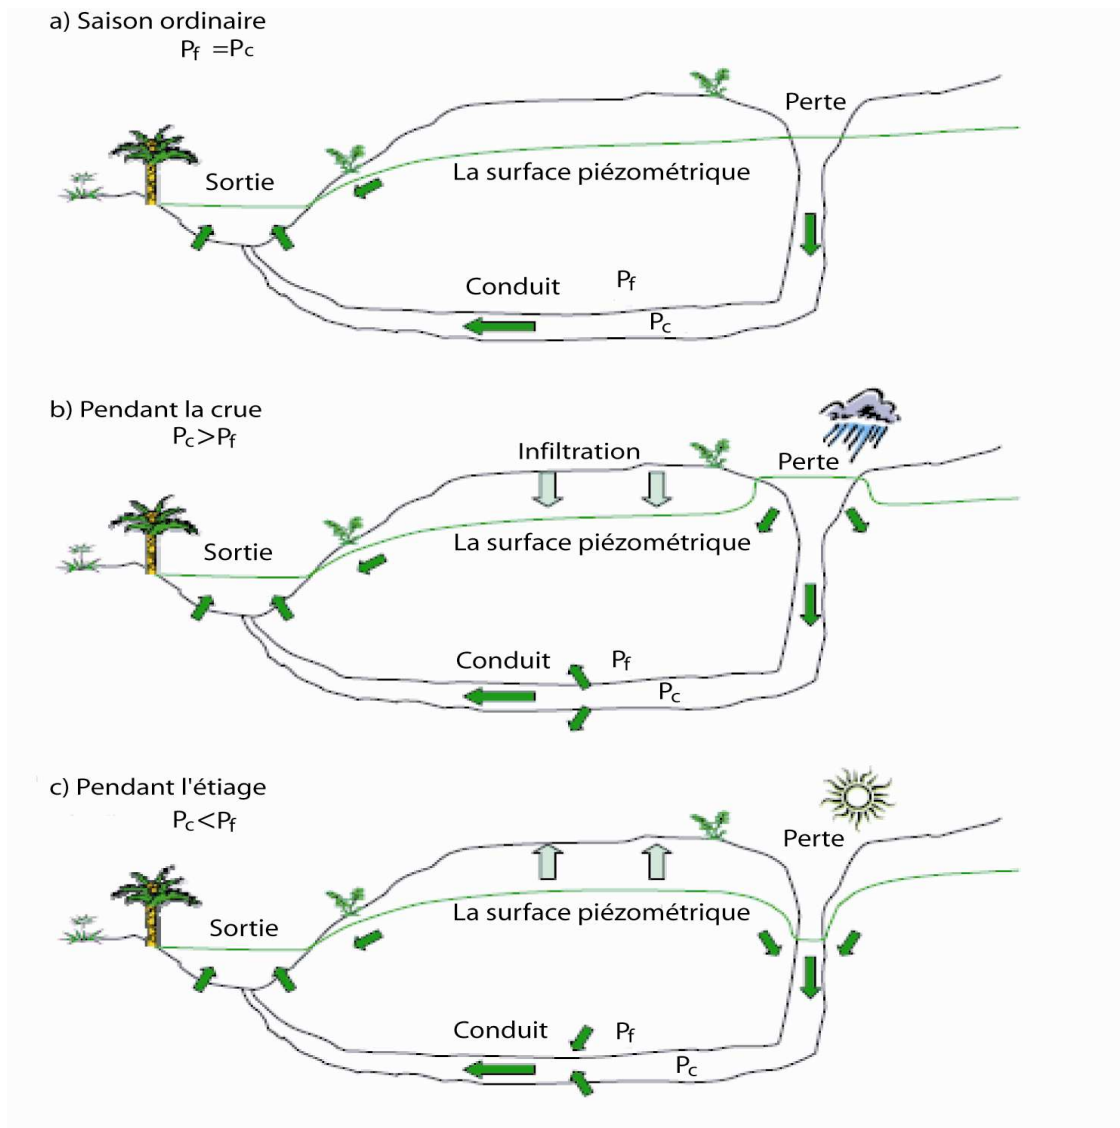 a) Saison ordinaire
Pf =Pc
Perte
Sortie
La surface piézométrique
Conduit
Pf
Pc
b) Pendant la crue
Pc>Pf
Infiltration
Perte
Sortie
La surface piézométrique
Conduit
Pf
Pc
c) Pendant l'étiage
Pc<Pf
Perte
La surface piézométrique
Sortie
Conduit
Pf
Pc